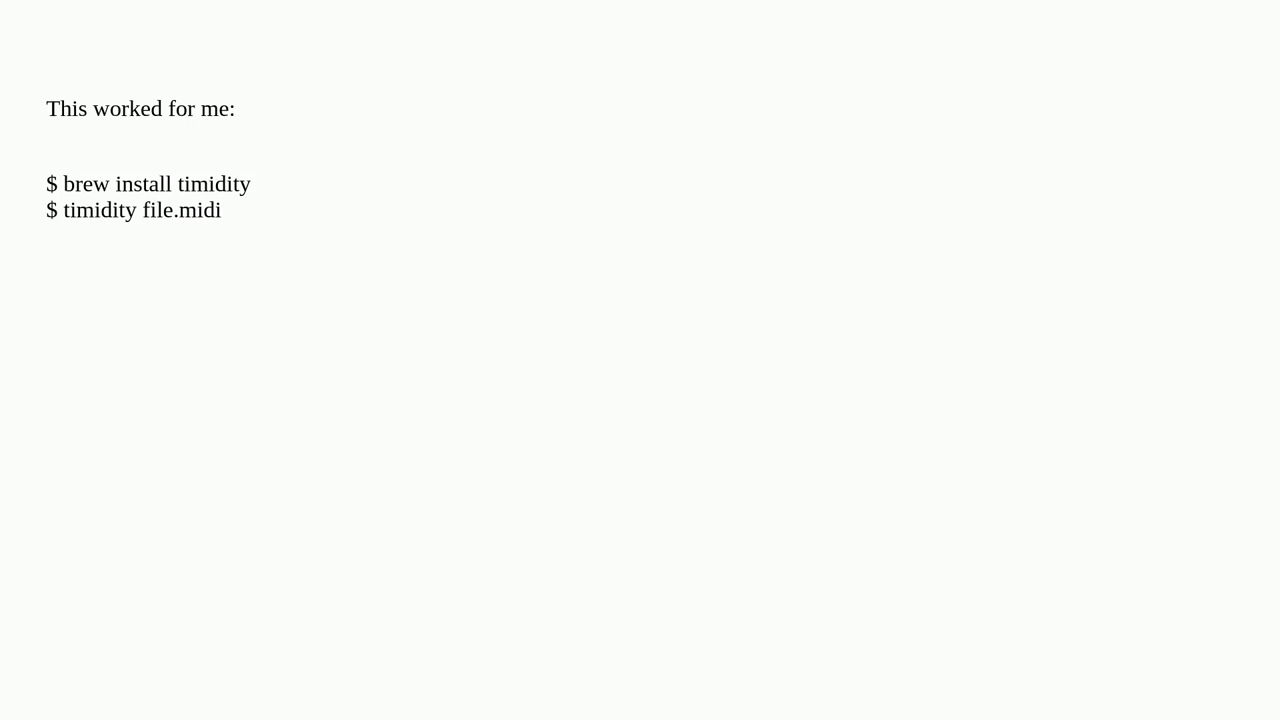 This worked for me:
$ brew install timidity
$ timidity file.midi